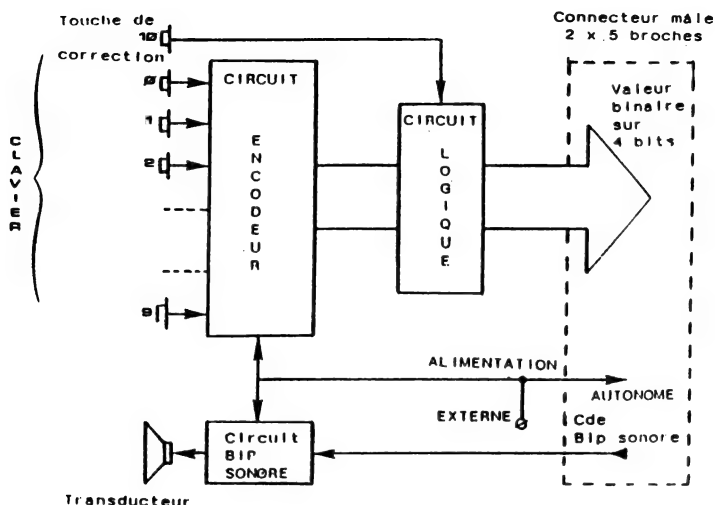 Touche de
10
correction
Connecteur mâle
2 x .5 broches
CLAVIER
0
1
2
9
CIRCUIT
ENCODEUR
CIRCUIT
LOGIQUE
Valeur
binaire
sur
4 bits
ALIMENTATION
AUTONOME
EXTERNE
Cde
Bip sonore
Circuit
BIP
SONORE
Transducteur